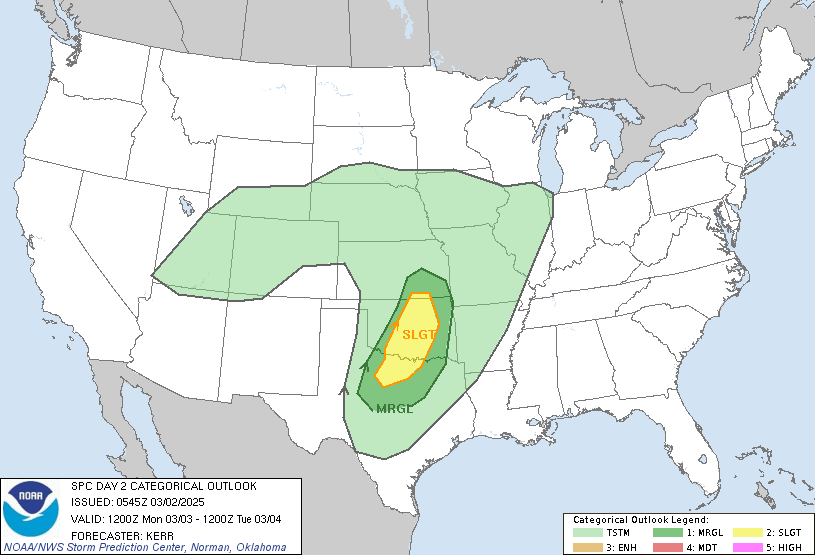 SLGT
MRGL
NOAA
SPC DAY 2 CATEGORICAL OUTLOOK
ISSUED: 0545Z 03/02/2025
VALID: 1200Z Mon 03/03 - 1200Z Tue 03/04
FORECASTER: KERR
NOAA/NWS Storm Prediction Center, Norman, Oklahoma
Categorical Outlook Legend:
TSTM 1: MRGL 2: SLGT
3: ENH 4: MDT 5: HIGH